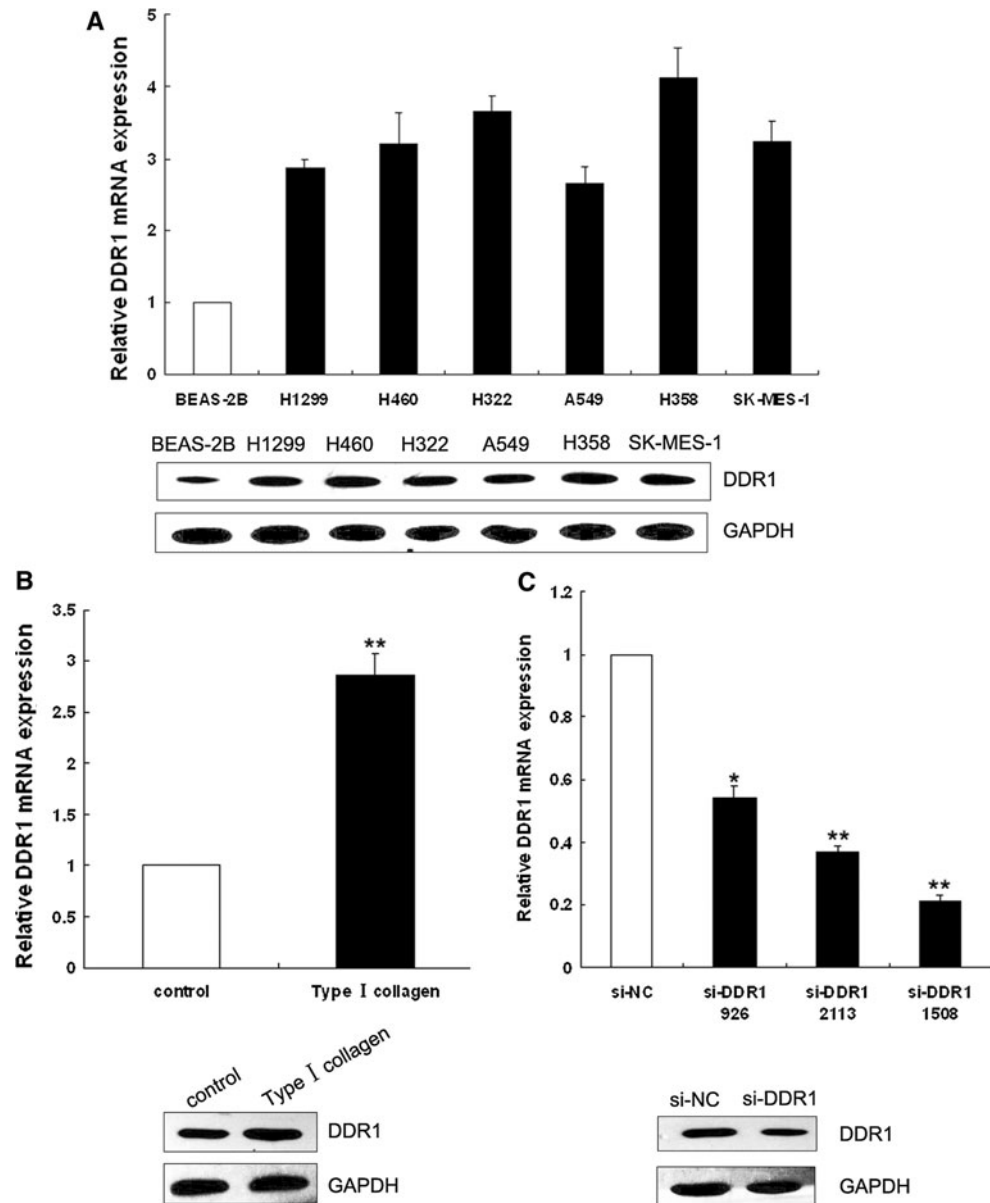 A
Relative DDR1 mRNA expression
5
4
3
2
1
0
BEAS-2B H1299 H460 H322 A549 H358 SK-MES-1
BEAS-2B H1299 H460 H322 A549 H358 SK-MES-1
DDR1
GAPDH
B
Relative DDR1 mRNA expression
3.5
3
2.5
2
1.5
1
0.5
0
**
control Type I collagen
control Type I collagen
DDR1
GAPDH
C
Relative DDR1 mRNA expression
1.2
1
0.8
0.6
0.4
0.2
0
*
**
**
si-NC si-DDR1 si-DDR1 si-DDR1
926 2113 1508
si-NC si-DDR1
DDR1
GAPDH